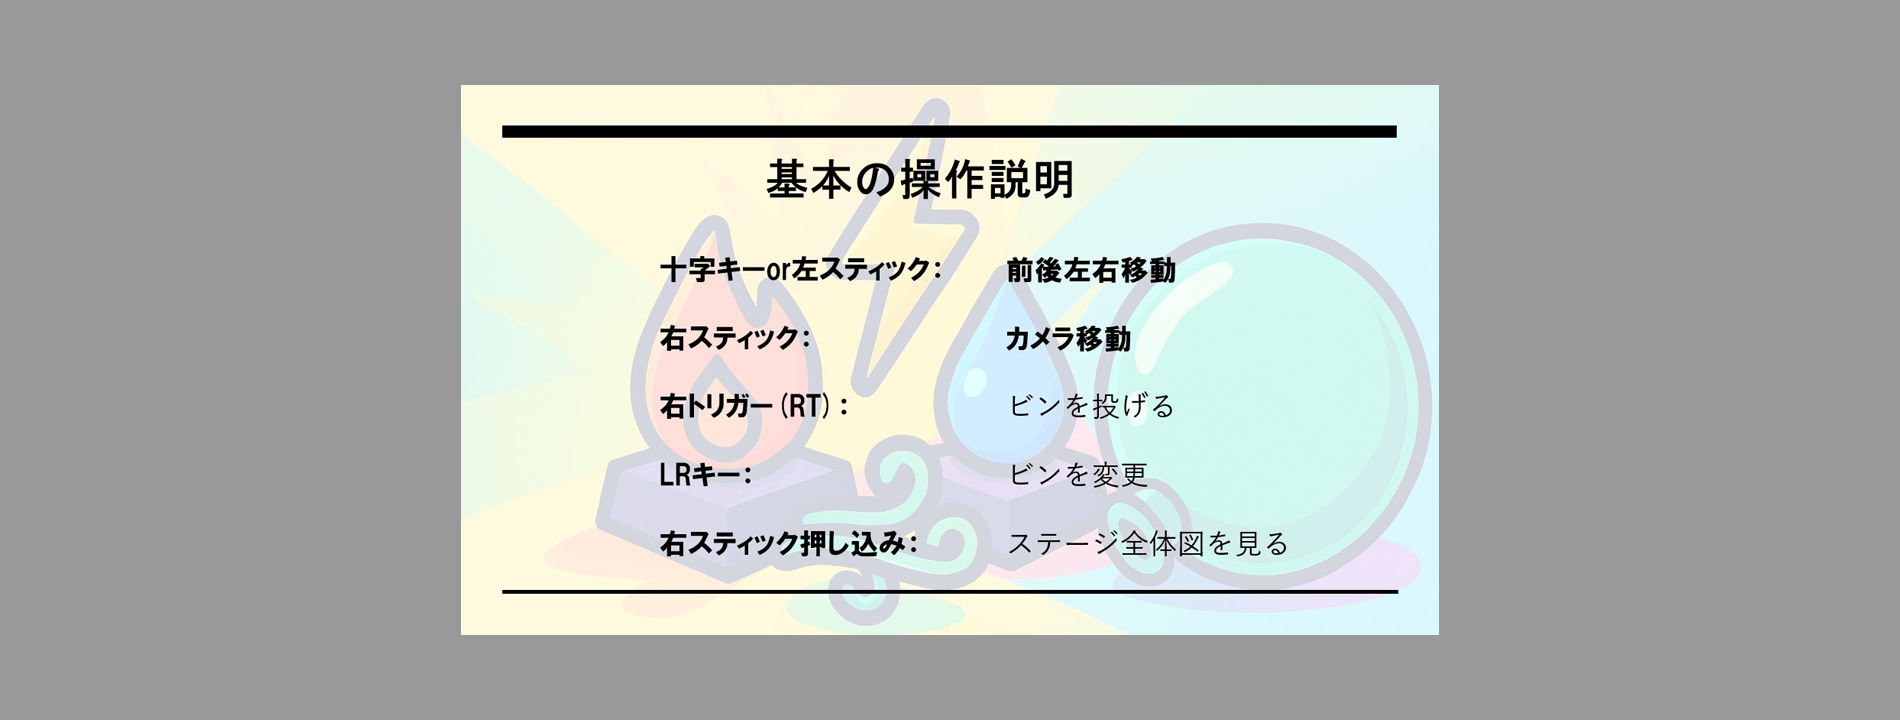 基本の操作説明
十字キーor左スティック： 前後左右移動
右スティック： カメラ移動
右トリガー（RT）： ビンを投げる
LRキー： ビンを変更
右スティック押し込み： ステージ全体図を見る